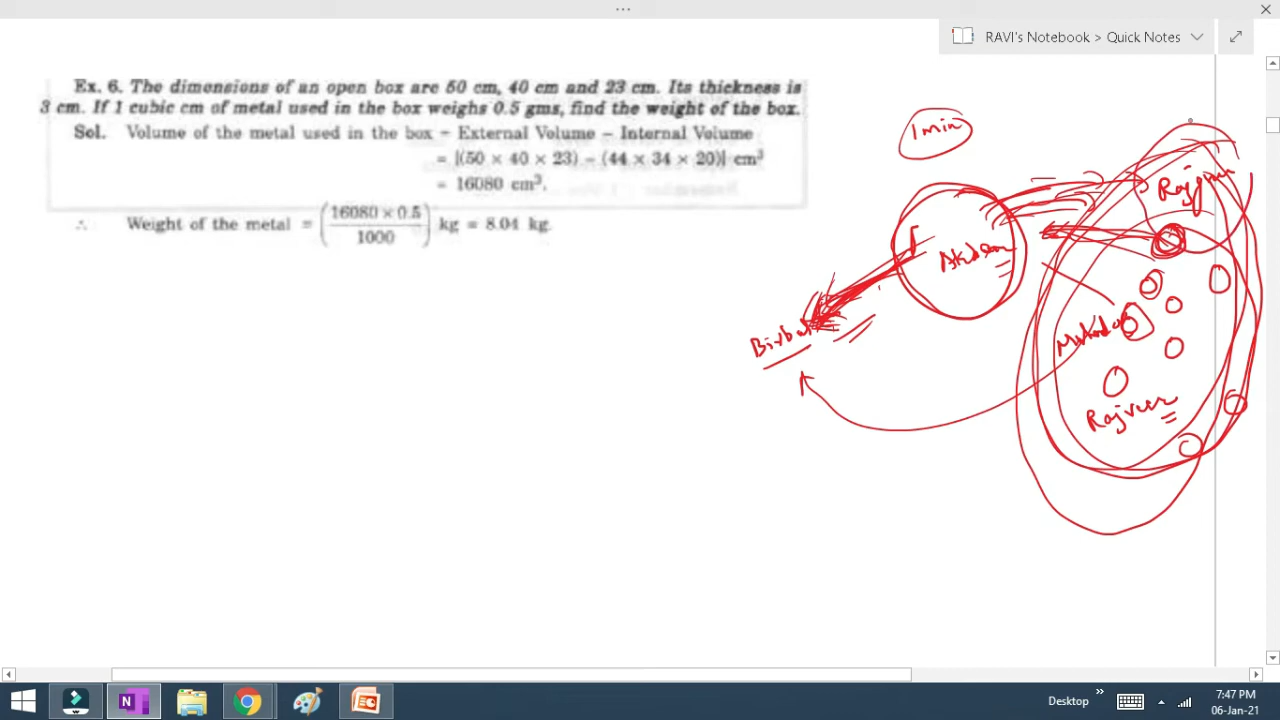 RAVI's Notebook > Quick Notes
Ex. 6. The dimensions of an open box are 50 cm, 40 cm and 23 cm. Its thickness is
3 cm. If 1 cubic cm of metal used in the box weighs 0.5 gms, find the weight of the box.
Sol. Volume of the metal used in the box - External Volume - Internal Volume
= [(50 × 40 × 23) - (44 × 34 × 20)] cm³
= 16080 cm³.
∴ Weight of the metal = (16080 × 0.5 / 1000) kg = 8.04 kg.
1 min
Birbal
Desktop
7:47 PM
06-Jan-21